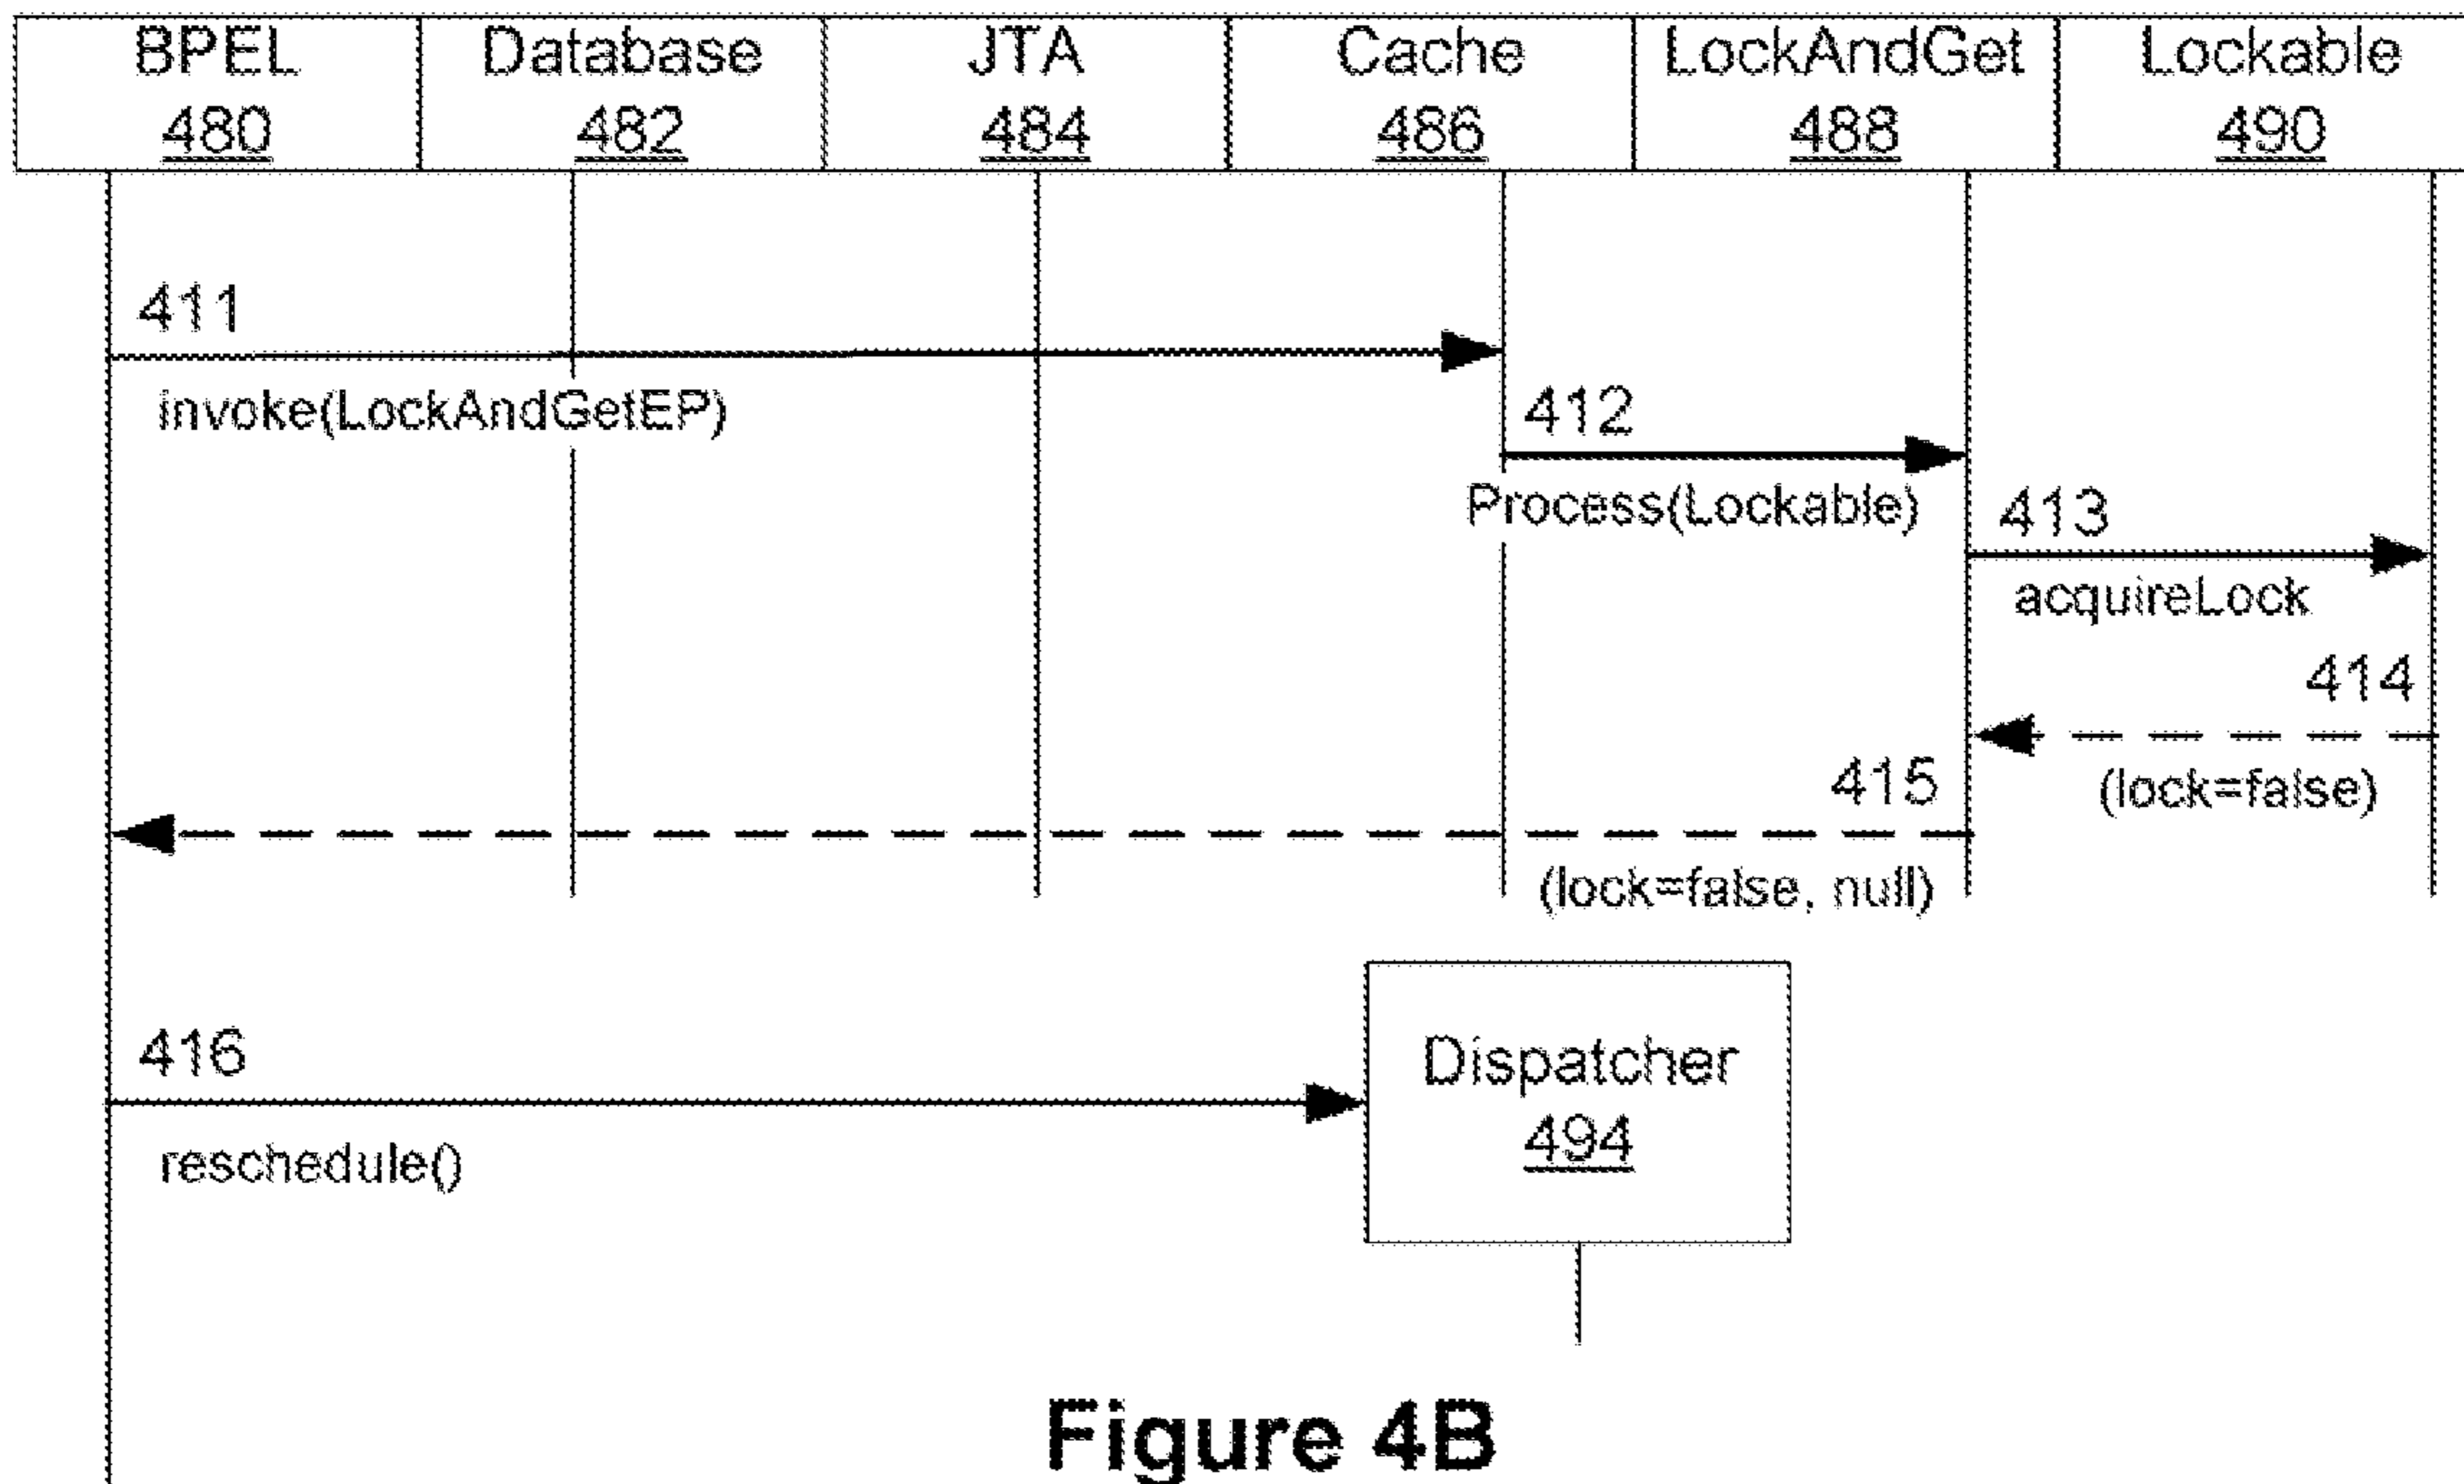 BPEL Database JTA Cache LockAndGet Lockable
480 482 484 486 488 490
411
invoke(LockAndGetEP)
412
Process(Lockable)
413
acquireLock
414
(lock=false)
415
(lock=false, null)
416
reschedule()
Dispatcher
494
Figure 4B